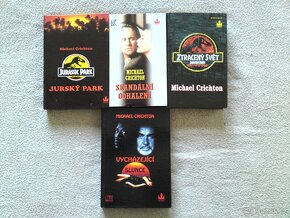 Michael Crichton
JURASSIC PARK
JURSKÝ PARK
MICHAEL
CRICHTON
SKANDÁLNÍ
ODHALENÍ
ZTRACENÝ SVĚT
Michael Crichton
MICHAEL CRICHTON
VYCHÁZEJÍCÍ
SLUNCE